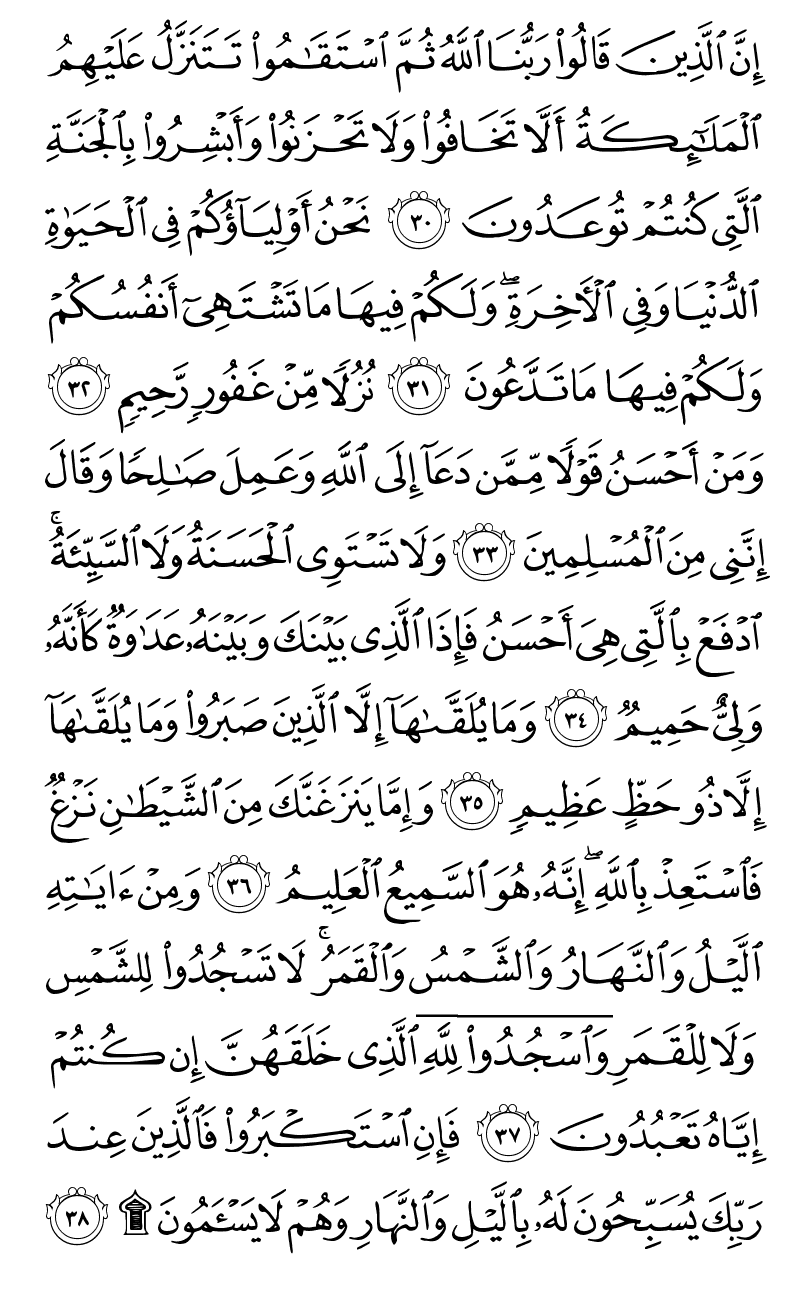 إِنَّ ٱلَّذِينَ قَالُوا۟ رَبُّنَا ٱللَّهُ ثُمَّ ٱسْتَقَٰمُوا۟ تَتَنَزَّلُ عَلَيْهِمُ
ٱلْمَلَٰٓئِكَةُ أَلَّا تَخَافُوا۟ وَلَا تَحْزَنُوا۟ وَأَبْشِرُوا۟ بِٱلْجَنَّةِ
ٱلَّتِى كُنتُمْ تُوعَدُونَ ٣٠ نَحْنُ أَوْلِيَآؤُكُمْ فِى ٱلْحَيَوٰةِ
ٱلدُّنْيَا وَفِى ٱلْـَٔاخِرَةِ ۖ وَلَكُمْ فِيهَا مَا تَشْتَهِىٓ أَنفُسُكُمْ
وَلَكُمْ فِيهَا مَا تَدَّعُونَ ٣١ نُزُلًا مِّنْ غَفُورٍ رَّحِيمٍ ٣٢
وَمَنْ أَحْسَنُ قَوْلًا مِّمَّن دَعَآ إِلَى ٱللَّهِ وَعَمِلَ صَٰلِحًا وَقَالَ
إِنَّنِى مِنَ ٱلْمُسْلِمِينَ ٣٣ وَلَا تَسْتَوِى ٱلْحَسَنَةُ وَلَا ٱلسَّيِّئَةُ ۚ
ٱدْفَعْ بِٱلَّتِى هِىَ أَحْسَنُ فَإِذَا ٱلَّذِى بَيْنَكَ وَبَيْنَهُۥ عَدَٰوَةٌ كَأَنَّهُۥ
وَلِىٌّ حَمِيمٌ ٣٤ وَمَا يُلَقَّىٰهَآ إِلَّا ٱلَّذِينَ صَبَرُوا۟ وَمَا يُلَقَّىٰهَآ
إِلَّا ذُو حَظٍّ عَظِيمٍ ٣٥ وَإِمَّا يَنزَغَنَّكَ مِنَ ٱلشَّيْطَٰنِ نَزْغٌ
فَٱسْتَعِذْ بِٱللَّهِ ۖ إِنَّهُۥ هُوَ ٱلسَّمِيعُ ٱلْعَلِيمُ ٣٦ وَمِنْ ءَايَٰتِهِ
ٱلَّيْلُ وَٱلنَّهَارُ وَٱلشَّمْسُ وَٱلْقَمَرُ ۚ لَا تَسْجُدُوا۟ لِلشَّمْسِ
وَلَا لِلْقَمَرِ وَٱسْجُدُوا۟ لِلَّهِ ٱلَّذِى خَلَقَهُنَّ إِن كُنتُمْ
إِيَّاهُ تَعْبُدُونَ ٣٧ فَإِنِ ٱسْتَكْبَرُوا۟ فَٱلَّذِينَ عِندَ
رَبِّكَ يُسَبِّحُونَ لَهُۥ بِٱلَّيْلِ وَٱلنَّهَارِ وَهُمْ لَا يَسْـَٔمُونَ ۩ ٣٨